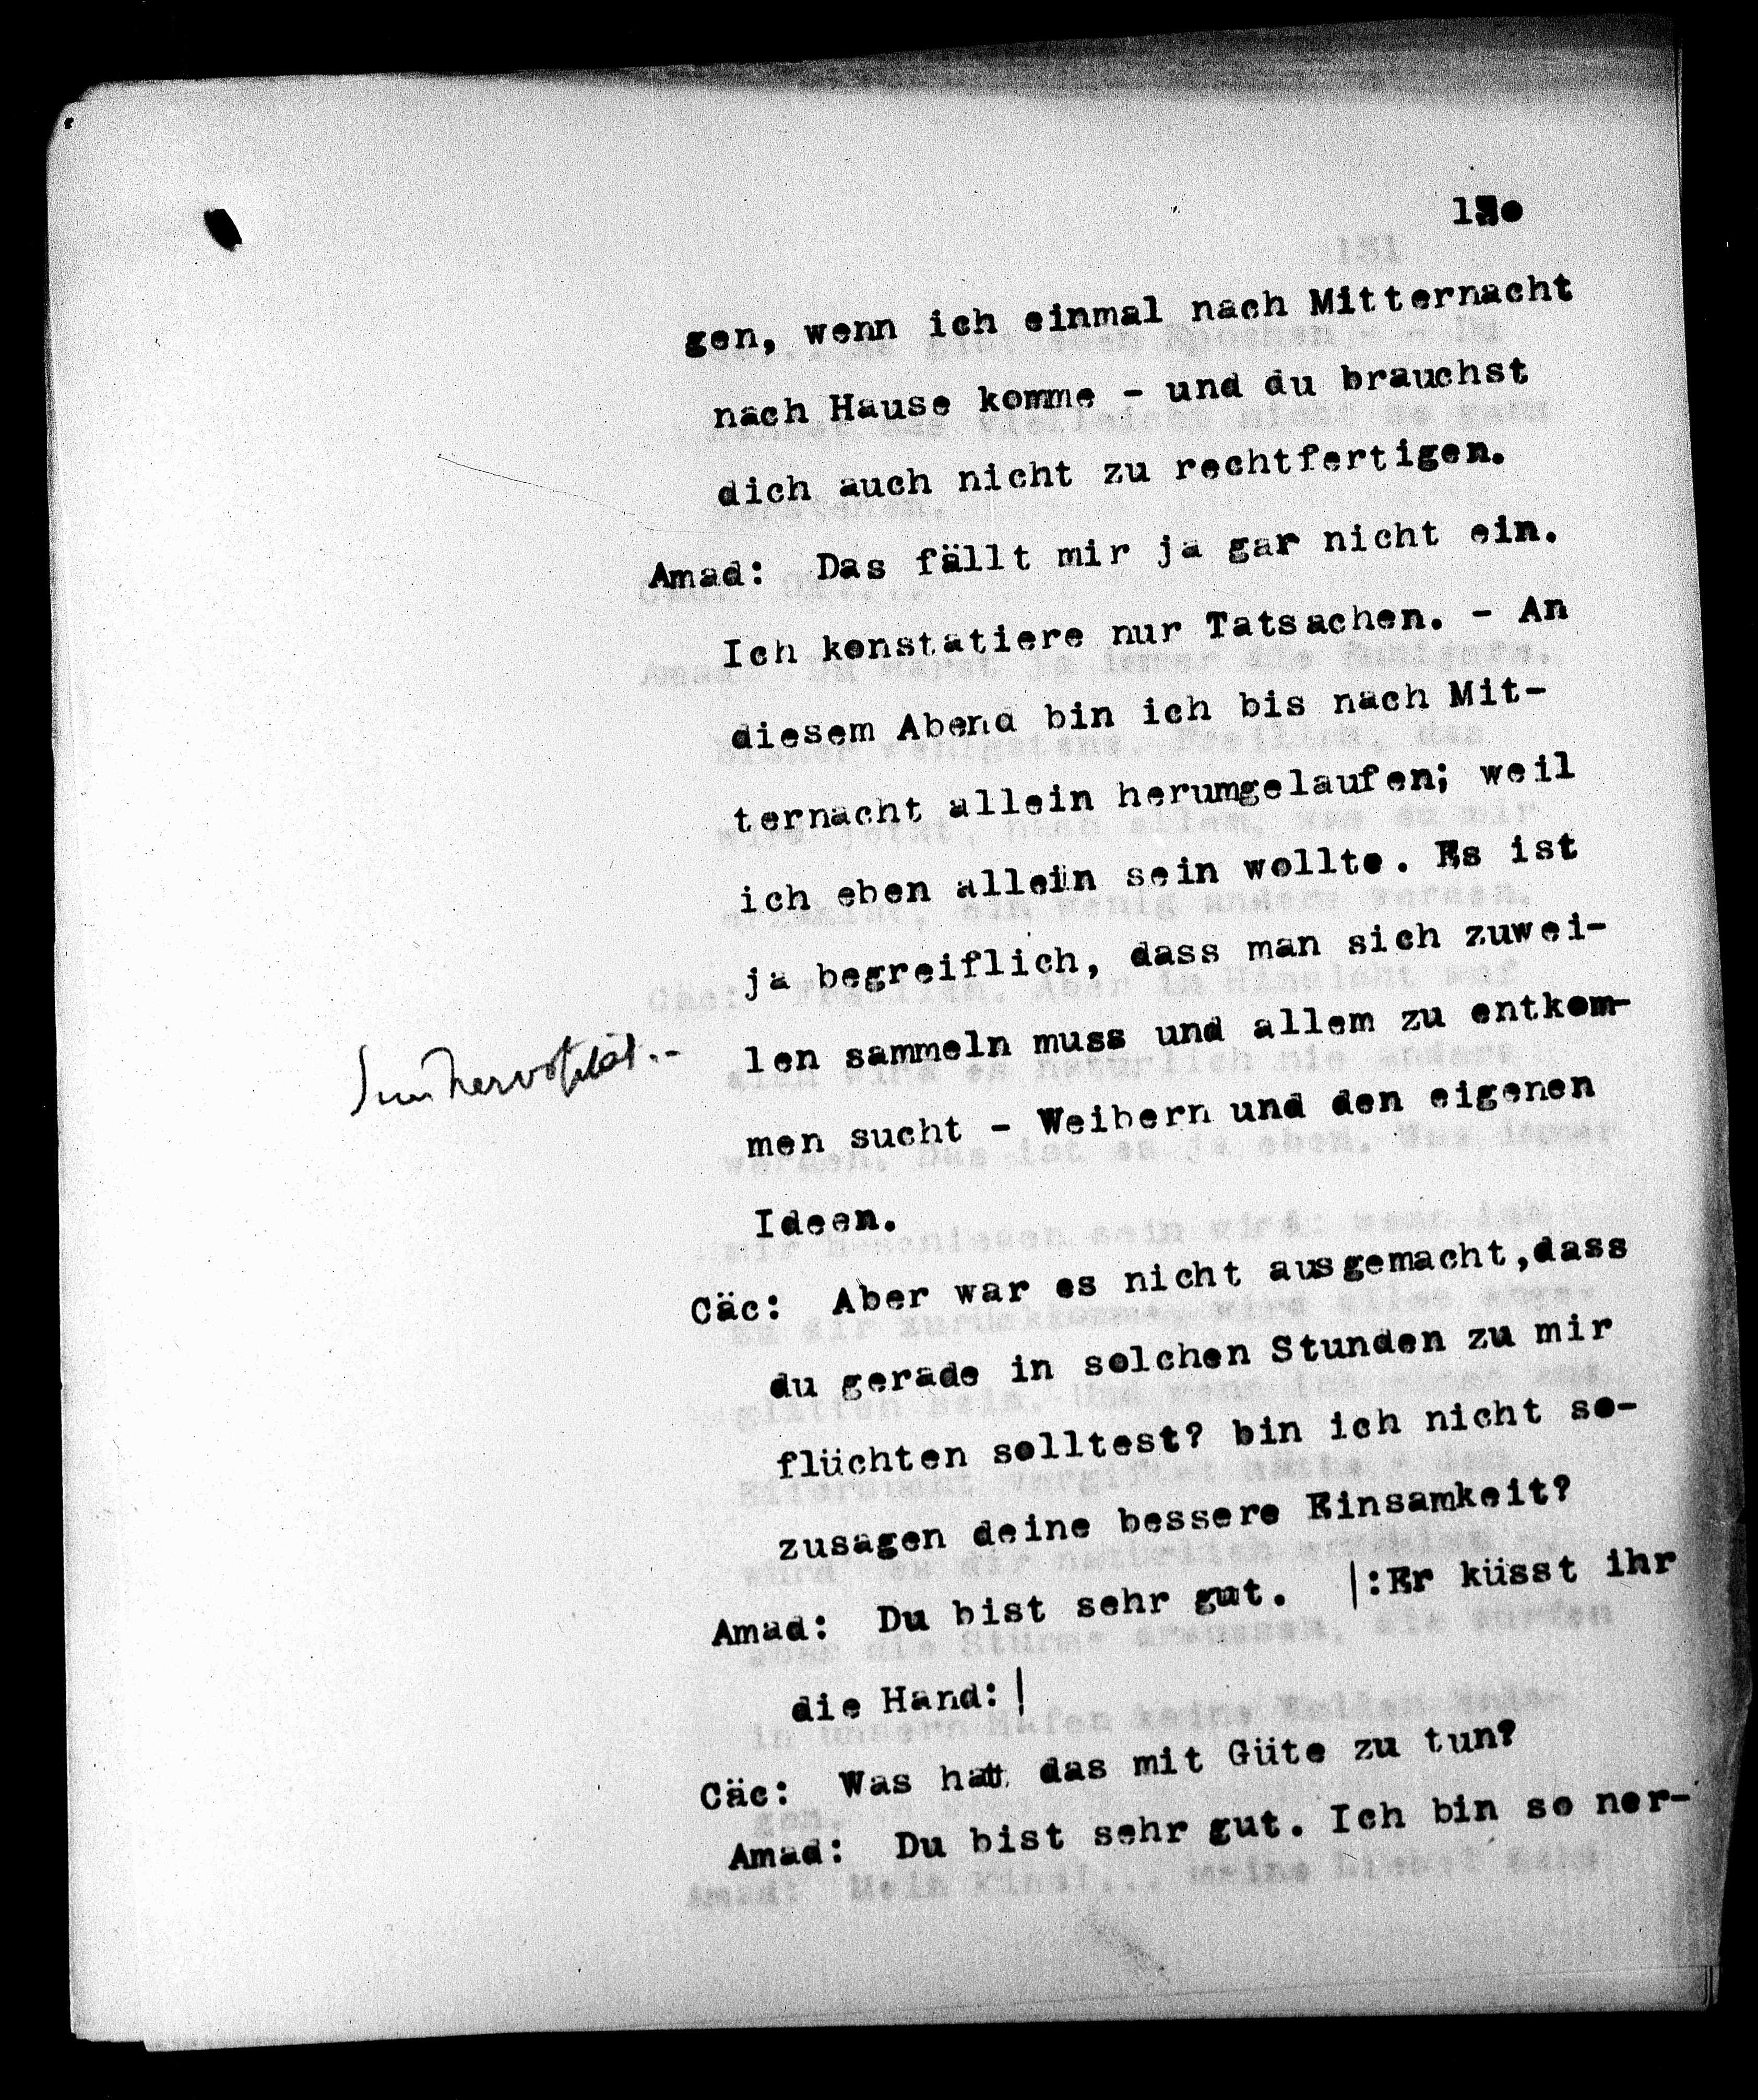 130
gen, wenn ich einmal nach Mitternacht
nach Hause komme - und du brauchst
dich auch nicht zu rechtfertigen.
Amad: Das fällt mir ja gar nicht ein.
Ich konstatiere nur Tatsachen. - An
diesem Abend bin ich bis nach Mit-
ternacht allein herumgelaufen; weil
ich eben allein sein wollte. Es ist
ja begreiflich, dass man sich zuwei-
len sammeln muss und allem zu entkom-
nervosität.--
men sucht - Weibern und den eigenen
Ideen.
Cäc: Aber war es nicht ausgemacht,dass
du gerade in solchen Stunden zu mir
flüchten solltest? bin ich nicht so-
zusagen deine bessere Einsamkeit?
Amad: Du bist sehr gut. |:Er küsst ihr
die Hand:|
Cäc: Was hatt das mit Güte zu tun?
Amad: Du bist sehr gut. Ich bin so ner-